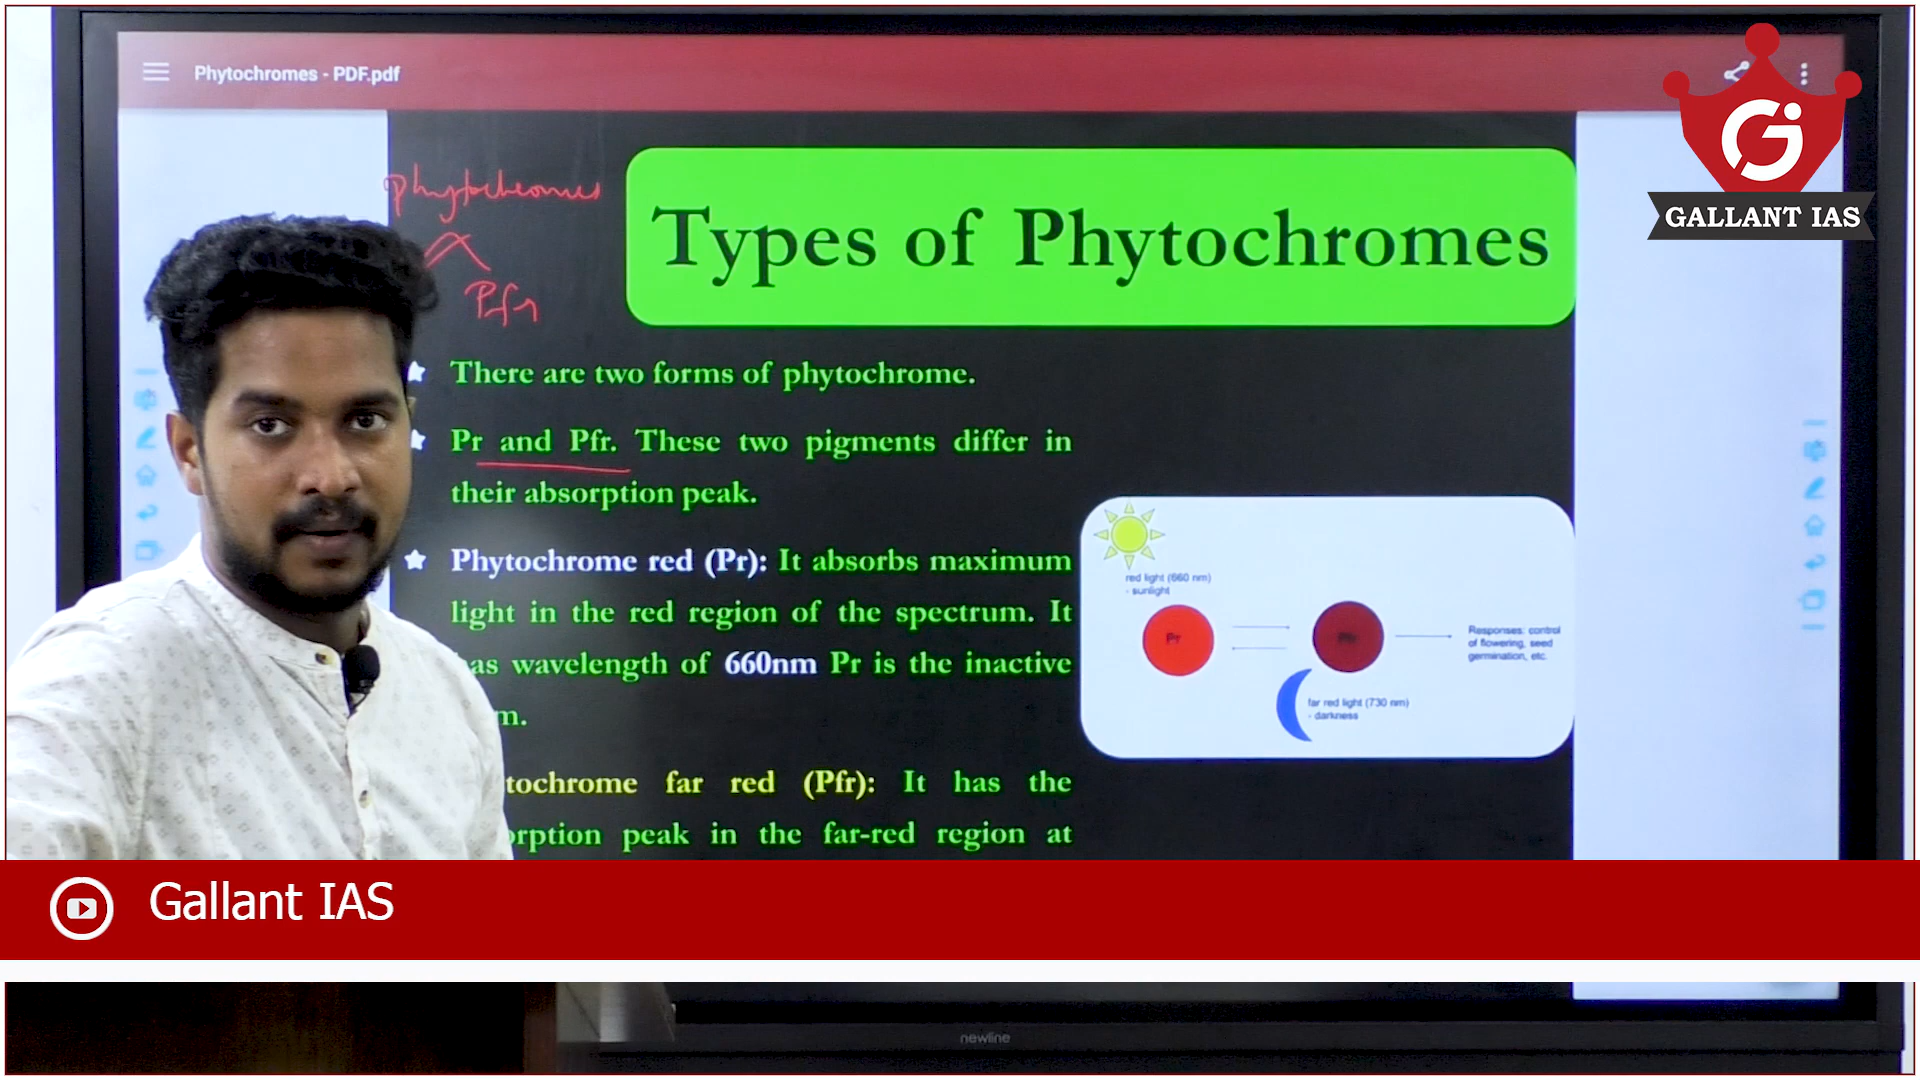 Phytochromes - PDF.pdf
GALLANT IAS
phytochromes
Pfr
Types of Phytochromes
There are two forms of phytochrome.
Pr and Pfr. These two pigments differ in
their absorption peak.
Phytochrome red (Pr): It absorbs maximum
light in the red region of the spectrum. It
as wavelength of 660nm Pr is the inactive
m.
tochrome far red (Pfr): It has the
orption peak in the far-red region at
red light (660 nm)
- sunlight
Pr
Pfr
Responses: control
of flowering, seed
germination, etc.
far red light (730 nm)
- darkness
Gallant IAS
newline